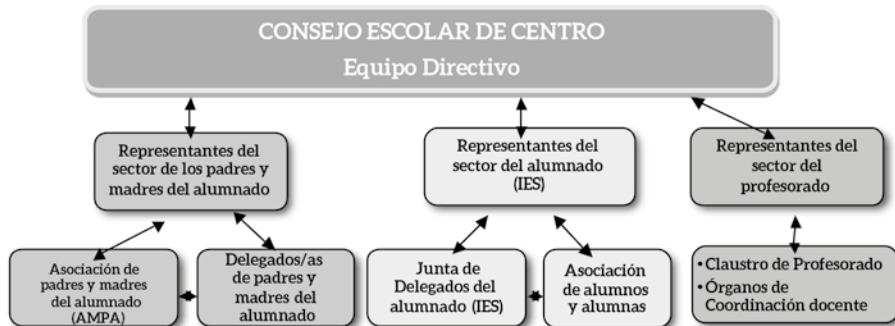 CONSEJO ESCOLAR DE CENTRO
Equipo Directivo
Representantes del
sector de los padres y
madres del alumnado
Representantes del
sector del alumnado
(IES)
Representantes del
sector del
profesorado
Asociación de
padres y madres
del alumnado
(AMPA)
Delegados/as
de padres y
madres del
alumnado
Junta de
Delegados del
alumnado (IES)
Asociación
de alumnos
y alumnas
• Claustro de Profesorado
• Órganos de
Coordinación docente